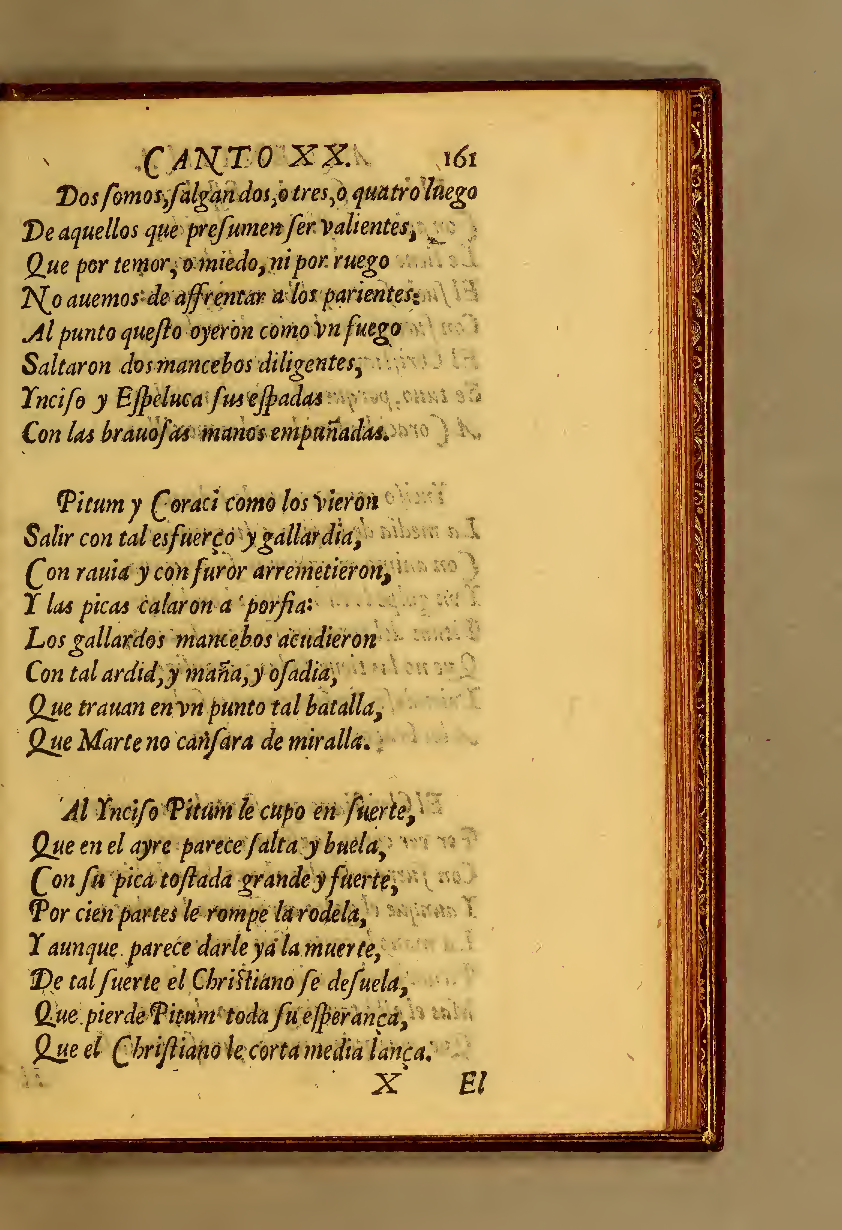 CANTO XX. 161
Dos ſomos, ſalgan dos, o tres, o quatro luego
De aquellos que preſumen ſer valientes,
Que por temor, o miedo, ni por ruego
No auemos de affrentar a los parientes:
Al punto queſto oyeron como vn fuego
Saltaron dos mancebos diligentes,
Ynciſo y Eſpeluca ſus eſpadas
Con las brauoſas manos empuñadas.
Pitum y Coraci como los vieron
Salir con tal esfuerço y gallardia,
Con rauia y con furor arremetieron,
Y las picas calaron a porfia:
Los gallardos mancebos acudieron
Con tal ardid, y maña, y oſadia,
Que trauan en vn punto tal batalla,
Que Marte no canſara de miralla.
Al Ynciſo Pitum le cupo en ſuerte,
Que en el ayre parece ſalta y buela,
Con ſu pica toſtada grande y fuerte,
Por cien partes le rompe la rodela,
Y aunque parece darle ya la muerte,
De tal ſuerte el Chriſtiano ſe deſuela,
Que pierde Pitum toda ſu eſperança,
Que el Chriſtiano le corta media lança.
X El